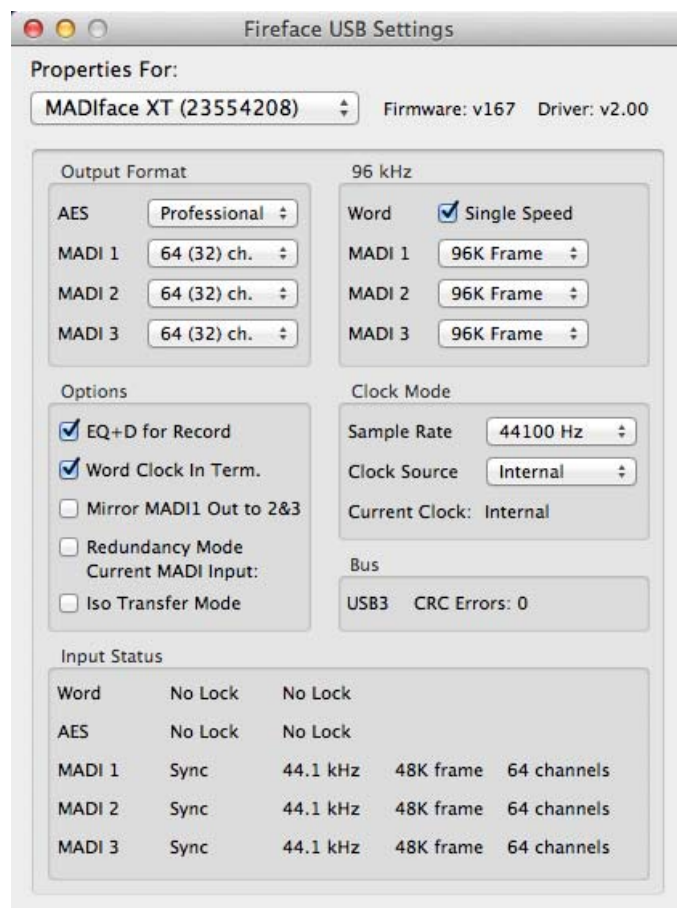 Fireface USB Settings
Properties For:
MADIface XT (23554208) Firmware: v167 Driver: v2.00
Output Format
AES Professional
MADI 1 64 (32) ch.
MADI 2 64 (32) ch.
MADI 3 64 (32) ch.
96 kHz
Word Single Speed
MADI 1 96K Frame
MADI 2 96K Frame
MADI 3 96K Frame
Options
EQ+D for Record
Word Clock In Term.
Mirror MADI1 Out to 2&3
Redundancy Mode
Current MADI Input:
Iso Transfer Mode
Clock Mode
Sample Rate 44100 Hz
Clock Source Internal
Current Clock: Internal
Bus
USB3 CRC Errors: 0
Input Status
Word No Lock No Lock
AES No Lock No Lock
MADI 1 Sync 44.1 kHz 48K frame 64 channels
MADI 2 Sync 44.1 kHz 48K frame 64 channels
MADI 3 Sync 44.1 kHz 48K frame 64 channels